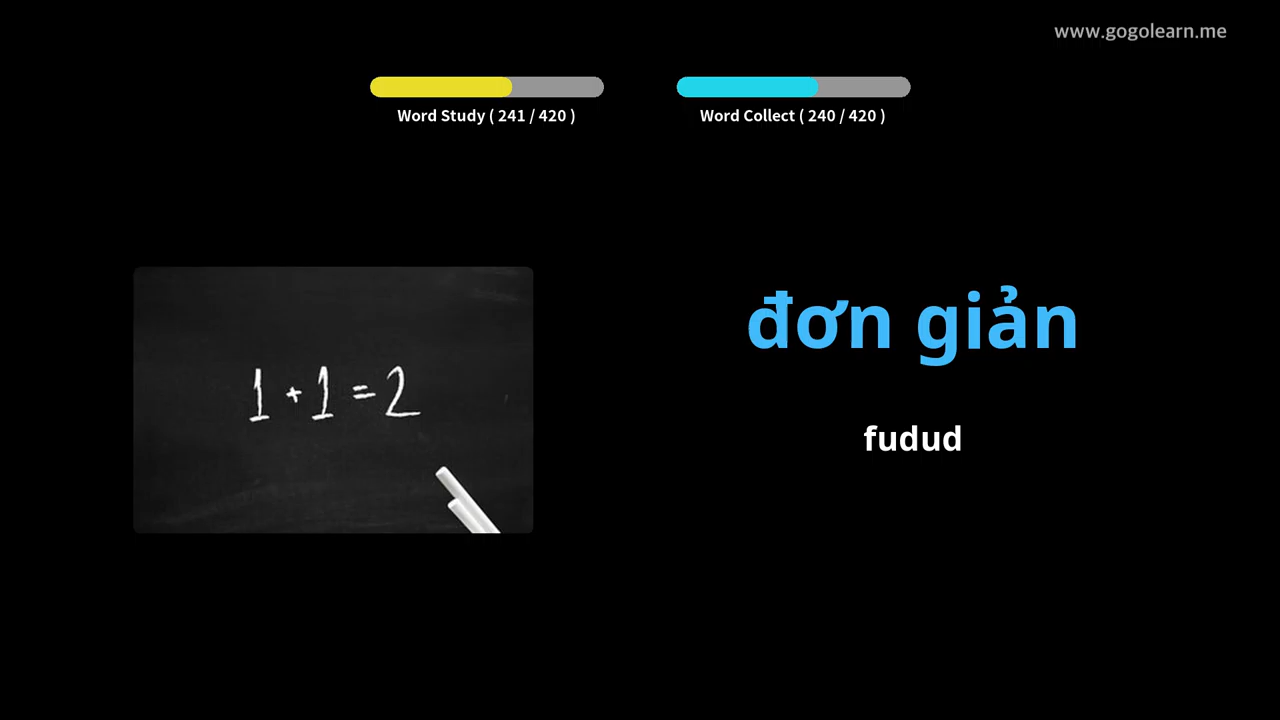 www.gogolearn.me
Word Study ( 241 / 420 )
Word Collect ( 240 / 420 )
1 + 1 = 2
đơn giản
fudud